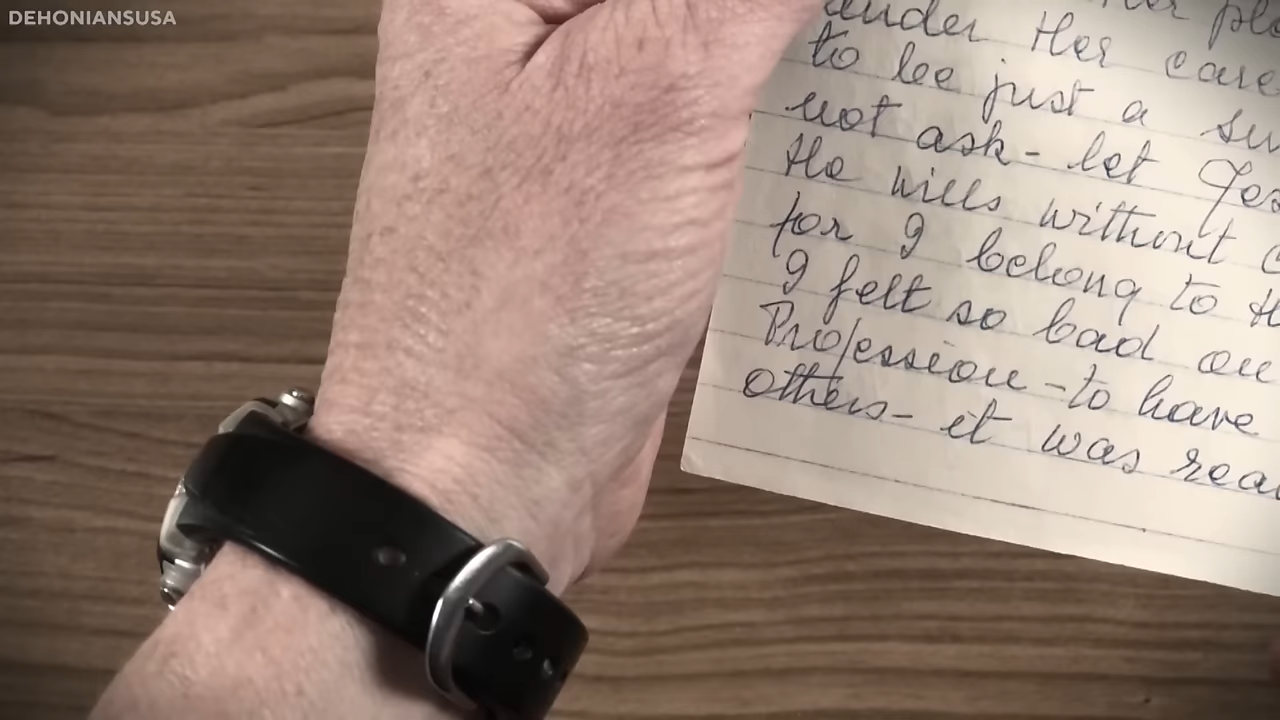 DEHONIANSUSA
under Her care
to be just a
not ask - let
He wills without
for I belong to
I felt so bad on
Profession - to have
others - it was